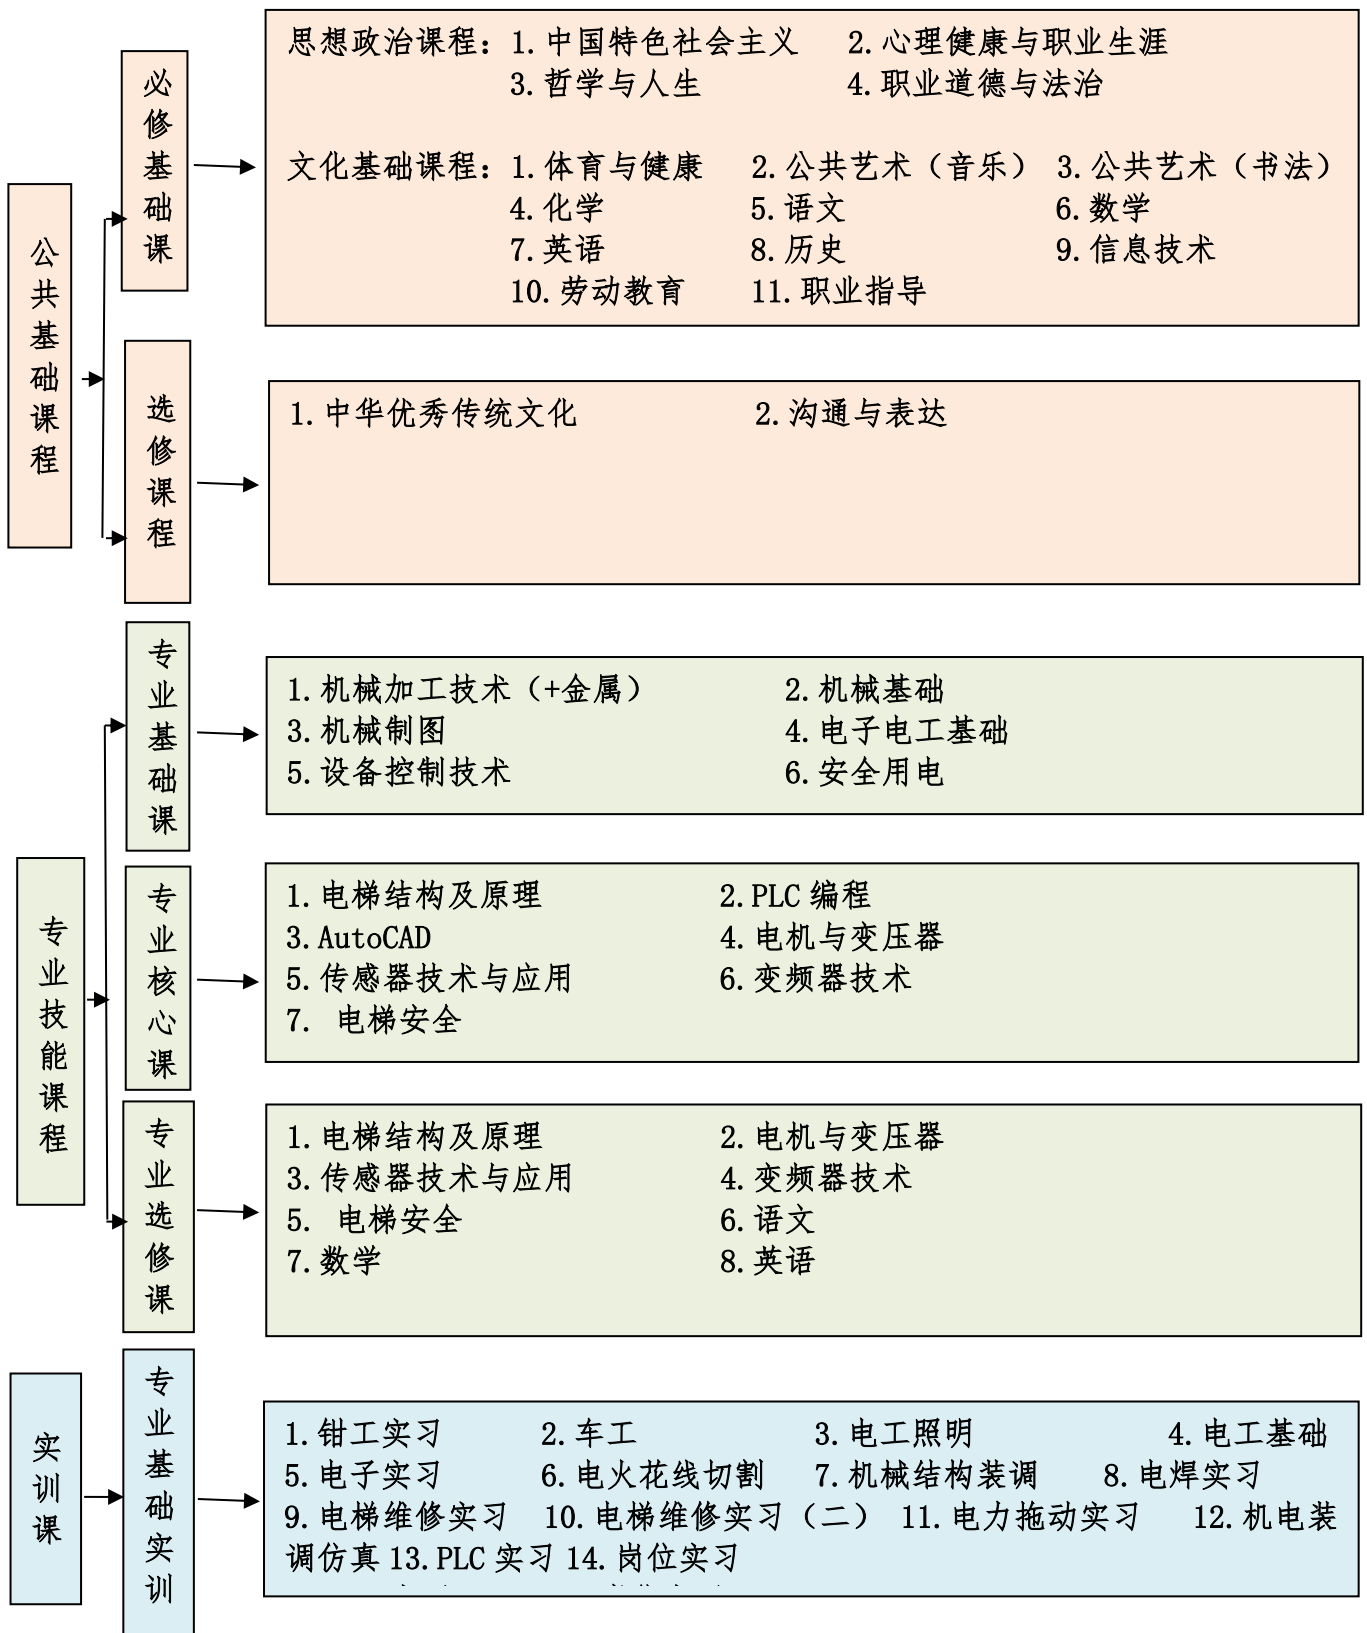 公共基础课程
必修基础课
思想政治课程：1.中国特色社会主义 2.心理健康与职业生涯
3.哲学与人生 4.职业道德与法治
文化基础课程：1.体育与健康 2.公共艺术（音乐） 3.公共艺术（书法）
4.化学 5.语文 6.数学
7.英语 8.历史 9.信息技术
10.劳动教育 11.职业指导
选修课程
1.中华优秀传统文化 2.沟通与表达
专业技能课程
专业基础课
1.机械加工技术（+金属） 2.机械基础
3.机械制图 4.电子电工基础
5.设备控制技术 6.安全用电
专业核心课
1.电梯结构及原理 2.PLC 编程
3.AutoCAD 4.电机与变压器
5.传感器技术与应用 6.变频器技术
7. 电梯安全
专业选修课
1.电梯结构及原理 2.电机与变压器
3.传感器技术与应用 4.变频器技术
5. 电梯安全 6.语文
7.数学 8.英语
实训课
专业基础实训
1.钳工实习 2.车工 3.电工照明 4.电工基础
5.电子实习 6.电火花线切割 7.机械结构装调 8.电焊实习
9.电梯维修实习 10.电梯维修实习（二） 11.电力拖动实习 12.机电装
调仿真 13.PLC 实习 14.岗位实习